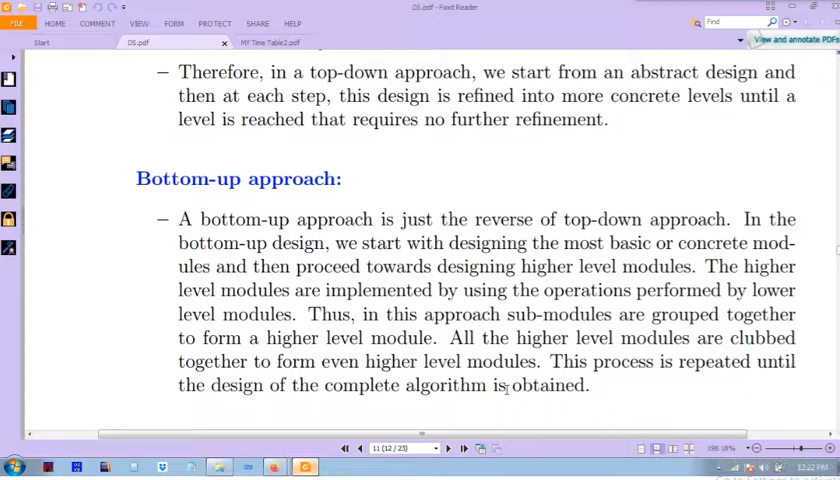 DS.pdf - Foxit Reader
FILE HOME COMMENT VIEW FORM PROTECT SHARE HELP Find
Start DS.pdf MY Time Table2.pdf View and annotate PDFs
– Therefore, in a top-down approach, we start from an abstract design and
then at each step, this design is refined into more concrete levels until a
level is reached that requires no further refinement.
Bottom-up approach:
– A bottom-up approach is just the reverse of top-down approach. In the
bottom-up design, we start with designing the most basic or concrete mod-
ules and then proceed towards designing higher level modules. The higher
level modules are implemented by using the operations performed by lower
level modules. Thus, in this approach sub-modules are grouped together
to form a higher level module. All the higher level modules are clubbed
together to form even higher level modules. This process is repeated until
the design of the complete algorithm is obtained.
11 (12 / 23) 198.18%
12:22 PM